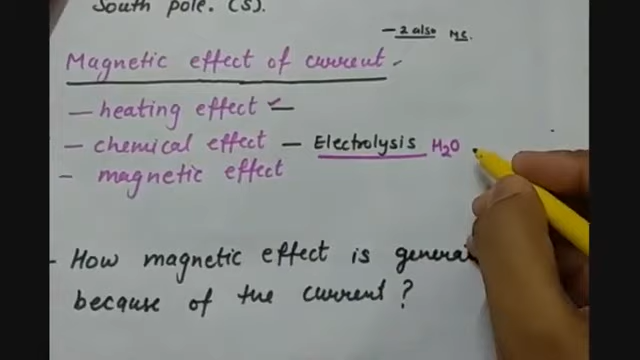 South pole. (S).
- 2 also N S.
Magnetic effect of current
- heating effect
- chemical effect - Electrolysis H2O
- magnetic effect
- How magnetic effect is genera
because of the current?